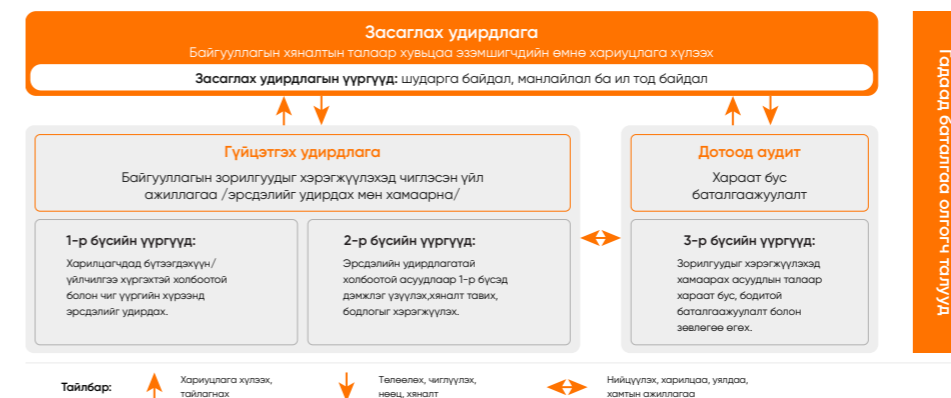 Засаглах удирдлага
Байгууллагын хяналтын талаар хувьцаа эзэмшигчдийн өмнө хариуцлага хүлээх
Засаглах удирдлагын үүргүүд: шударга байдал, манлайлал ба ил тод байдал
Гүйцэтгэх удирдлага
Байгууллагын зорилгуудыг хэрэгжүүлэхэд чиглэсэн үйл
ажиллагаа /эрсдэлийг удирдах мөн хамаарна/
1-р бүсийн үүргүүд:
Харилцагчдад бүтээгдэхүүн/
үйлчилгээ хүргэхтэй холбоотой
болон чиг үүргийн хүрээнд
эрсдэлийг удирдах.
2-р бүсийн үүргүүд:
Эрсдэлийн удирдлагатай
холбоотой асуудлаар 1-р бүсэд
дэмжлэг үзүүлэх,хяналт тавих,
бодлогыг хэрэгжүүлэх.
Дотоод аудит
Хараат бус
баталгаажуулалт
3-р бүсийн үүргүүд:
Зорилгуудыг хэрэгжүүлэхэд
хамаарах асуудлын талаар
хараат бус, бодитой
баталгаажуулалт болон
зөвлөгөө өгөх.
Гадаад баталгаа олгогч талууд
Тайлбар:
Хариуцлага хүлээх,
тайлагнах
Төлөөлөх, чиглүүлэх,
нөөц, хяналт
Нийцүүлэх, харилцаа, уялдаа,
хамтын ажиллагаа